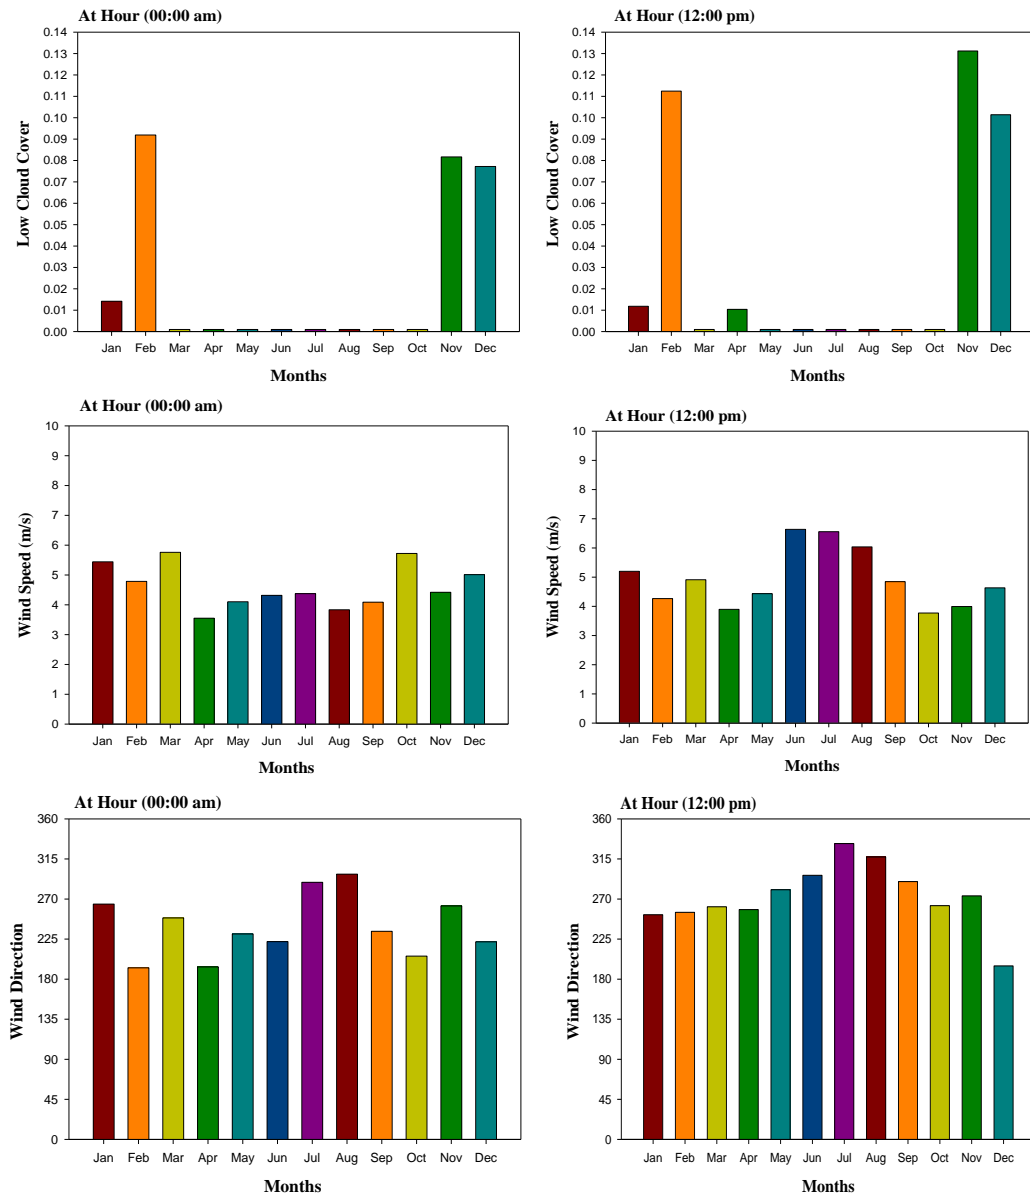 At Hour (00:00 am)
0.14
0.13
0.12
0.11
0.10
0.09
0.08
0.07
0.06
0.05
0.04
0.03
0.02
0.01
0.00
Low Cloud Cover
Jan Feb Mar Apr May Jun Jul Aug Sep Oct Nov Dec
Months
At Hour (12:00 pm)
0.14
0.13
0.12
0.11
0.10
0.09
0.08
0.07
0.06
0.05
0.04
0.03
0.02
0.01
0.00
Low Cloud Cover
Jan Feb Mar Apr May Jun Jul Aug Sep Oct Nov Dec
Months
At Hour (00:00 am)
10
9
8
7
6
5
4
3
2
1
0
Wind Speed (m/s)
Jan Feb Mar Apr May Jun Jul Aug Sep Oct Nov Dec
Months
At Hour (12:00 pm)
10
9
8
7
6
5
4
3
2
1
0
Wind Speed (m/s)
Jan Feb Mar Apr May Jun Jul Aug Sep Oct Nov Dec
Months
At Hour (00:00 am)
360
315
270
225
180
135
90
45
0
Wind Direction
Jan Feb Mar Apr May Jun Jul Aug Sep Oct Nov Dec
Months
At Hour (12:00 pm)
360
315
270
225
180
135
90
45
0
Wind Direction
Jan Feb Mar Apr May Jun Jul Aug Sep Oct Nov Dec
Months